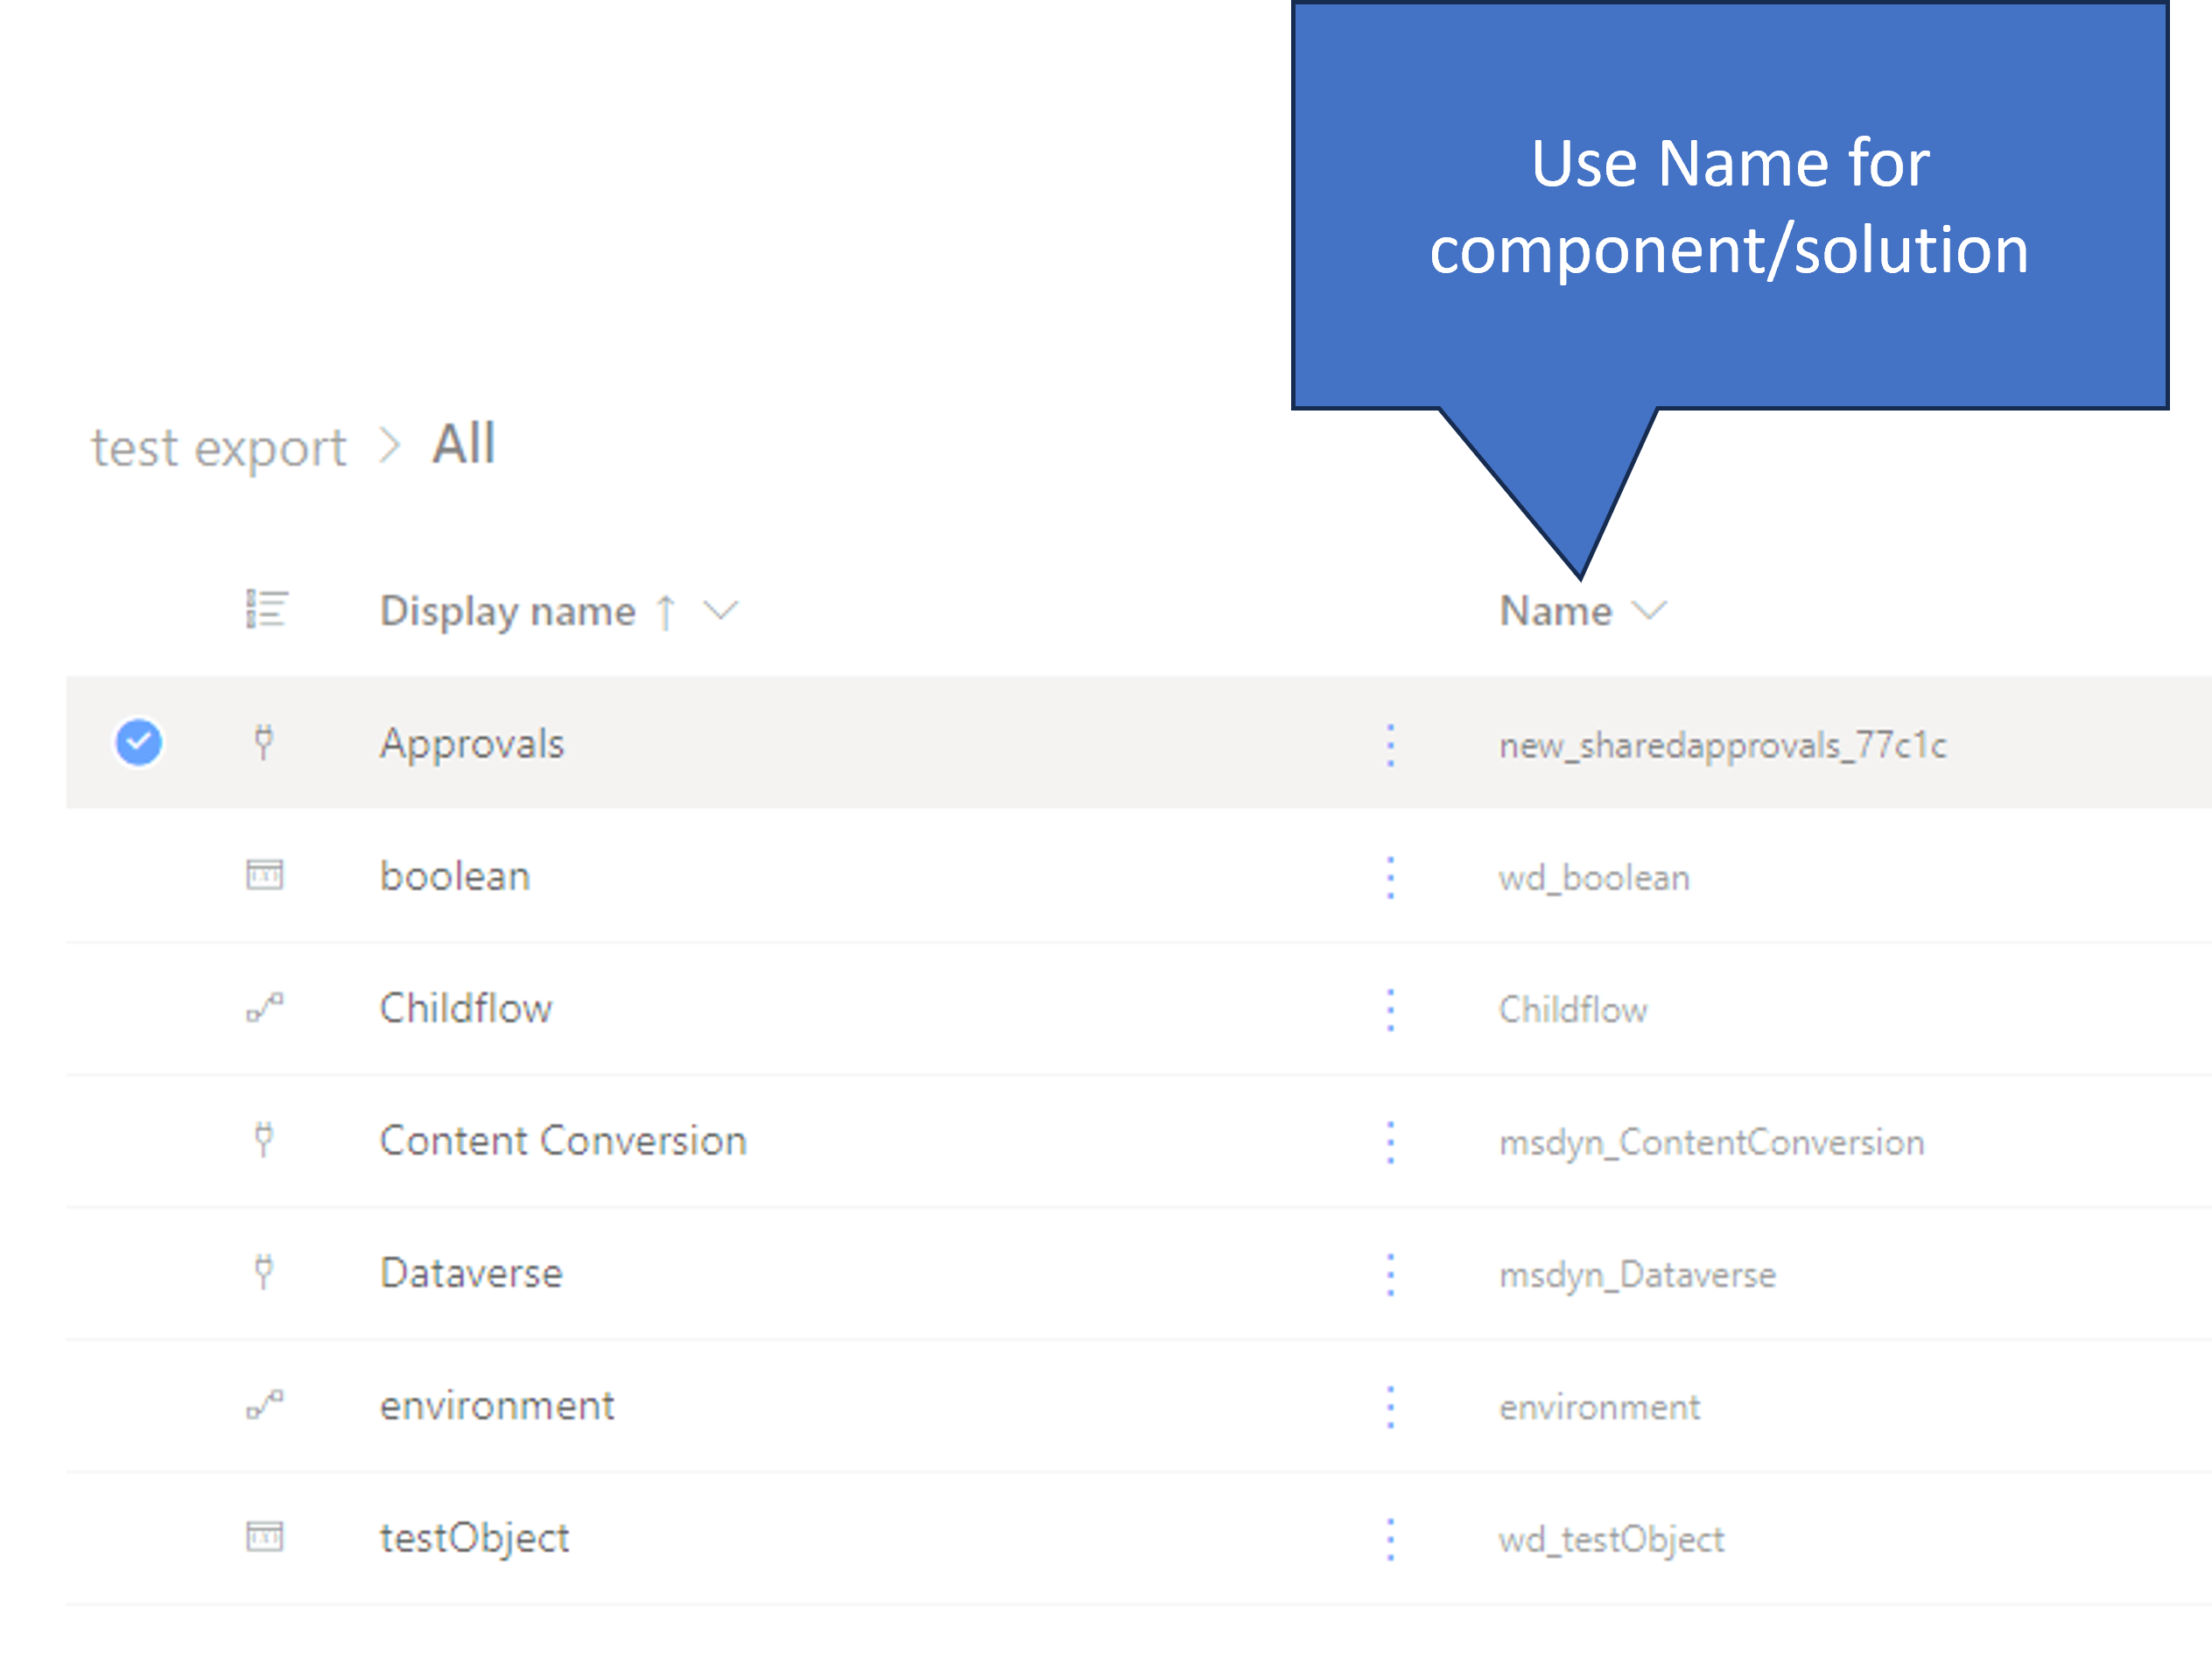 Use Name for
component/solution
test export > All
Display name ↑ Name
Approvals new_sharedapprovals_77c1c
boolean wd_boolean
Childflow Childflow
Content Conversion msdyn_ContentConversion
Dataverse msdyn_Dataverse
environment environment
testObject wd_testObject